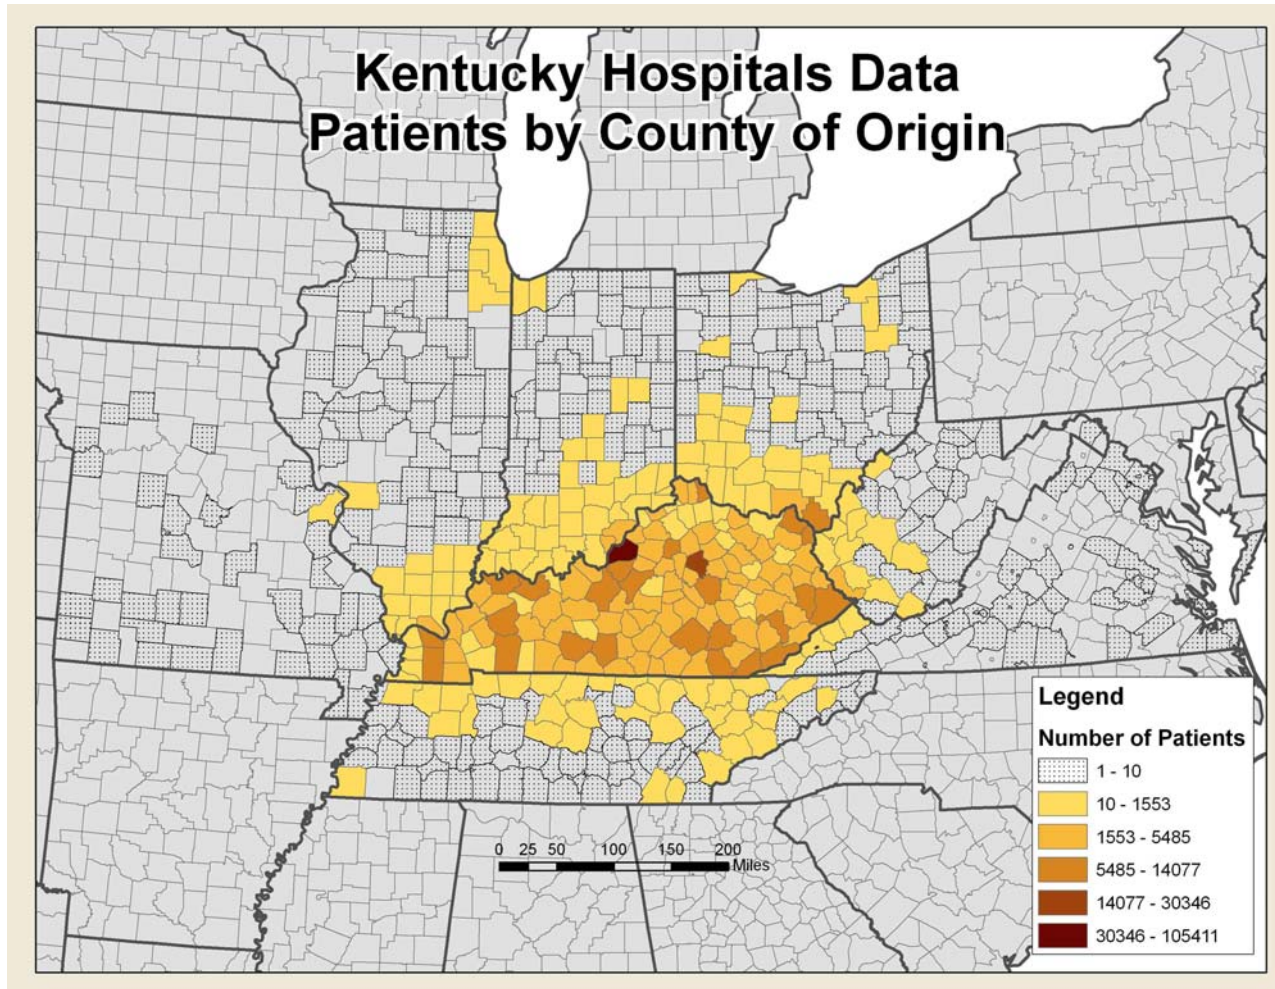 Kentucky Hospitals Data
Patients by County of Origin
Legend
Number of Patients
1 - 10
10 - 1553
1553 - 5485
5485 - 14077
14077 - 30346
30346 - 105411
0 25 50 100 150 200
Miles